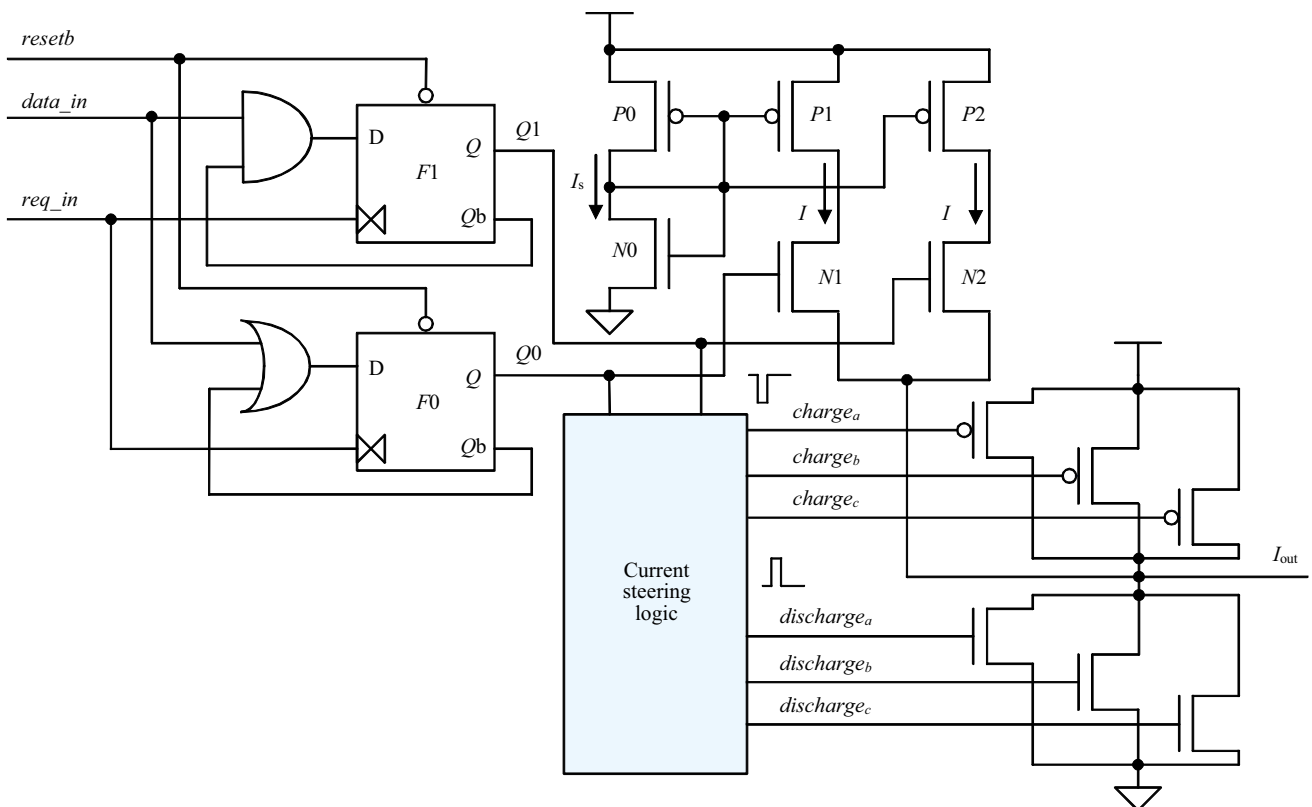 resetb
data_in
req_in
D
Q
F1
Qb
Q1
D
Q
F0
Qb
Q0
P0
P1
P2
Is
I
I
N0
N1
N2
Current
steering
logic
chargea
chargeb
chargec
Iout
dischargea
dischargeb
dischargec